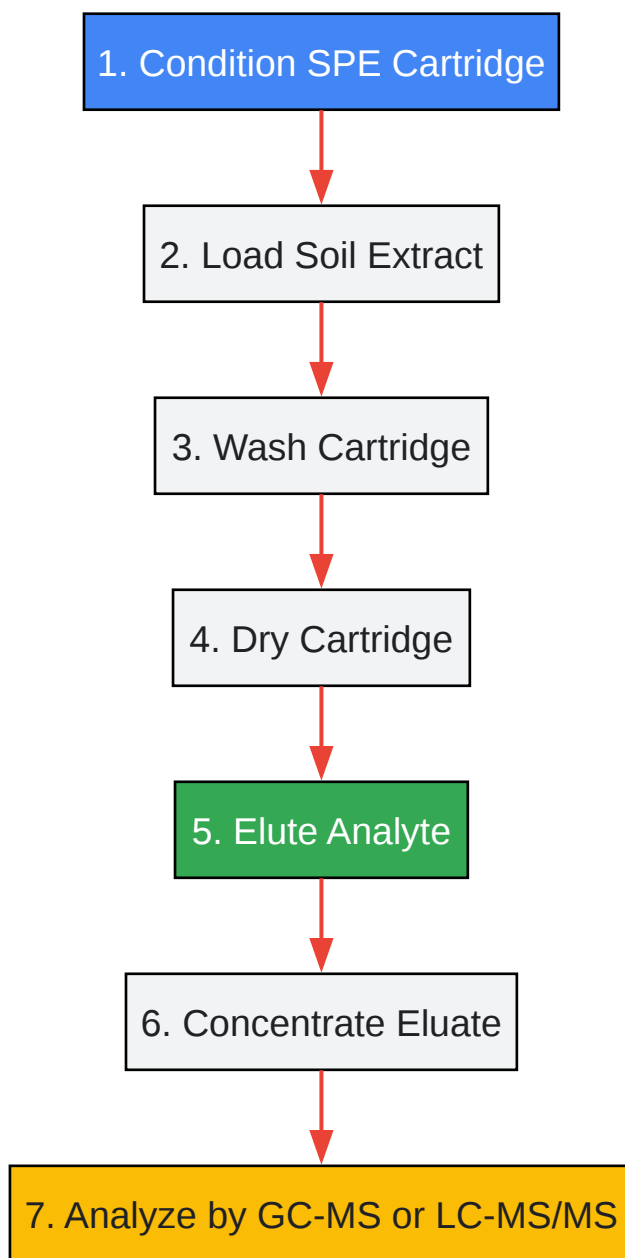 1. Condition SPE Cartridge
2. Load Soil Extract
3. Wash Cartridge
4. Dry Cartridge
5. Elute Analyte
6. Concentrate Eluate
7. Analyze by GC-MS or LC-MS/MS